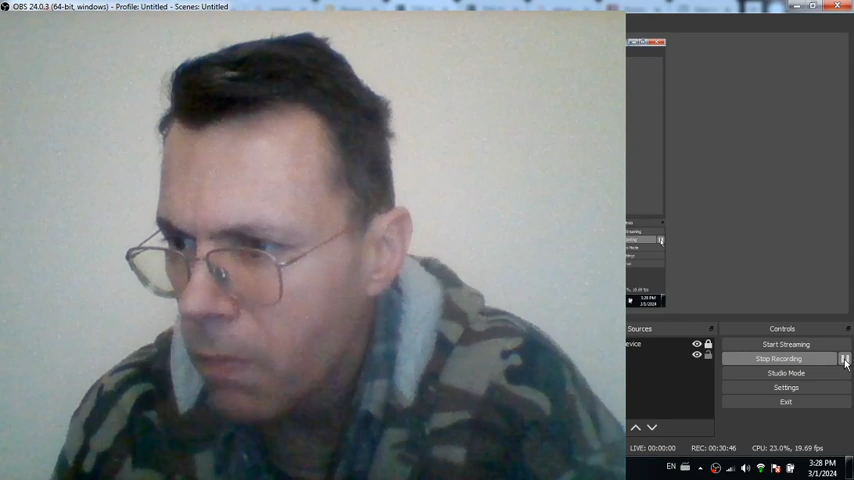 OBS 24.0.3 (64-bit, windows) - Profile: Untitled - Scenes: Untitled
Sources
Controls
evice
Start Streaming
Stop Recording
Studio Mode
Settings
Exit
LIVE: 00:00:00
REC: 00:30:46
CPU: 23.0%, 19.69 fps
EN
3:28 PM
3/1/2024